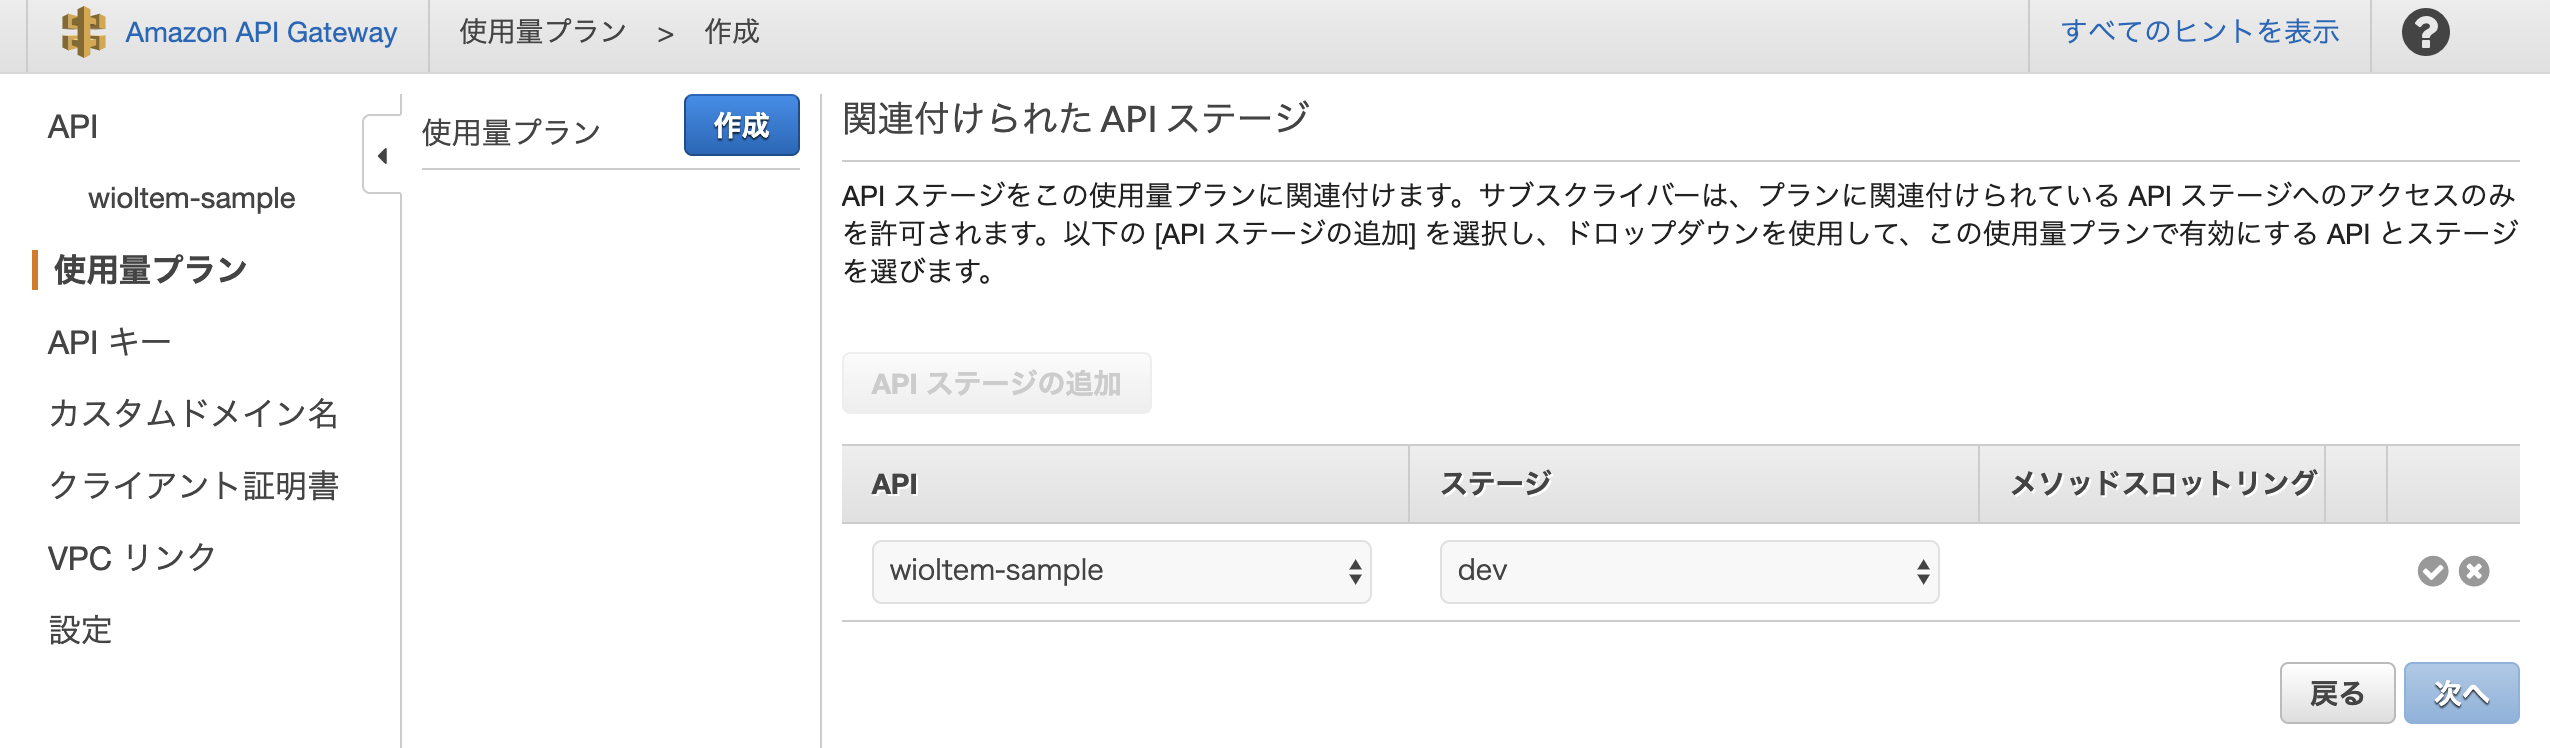 Amazon API Gateway
使用量プラン > 作成
すべてのヒントを表示
?
API
wioltem-sample
使用量プラン
API キー
カスタムドメイン名
クライアント証明書
VPC リンク
設定
使用量プラン
作成
関連付けられた API ステージ
API ステージをこの使用量プランに関連付けます。サブスクライバーは、プランに関連付けられている API ステージへのアクセスのみ
を許可されます。以下の [API ステージの追加] を選択し、ドロップダウンを使用して、この使用量プランで有効にする API とステージ
を選びます。
API ステージの追加
API ステージ メソッドスロットリング
wioltem-sample dev
戻る 次へ